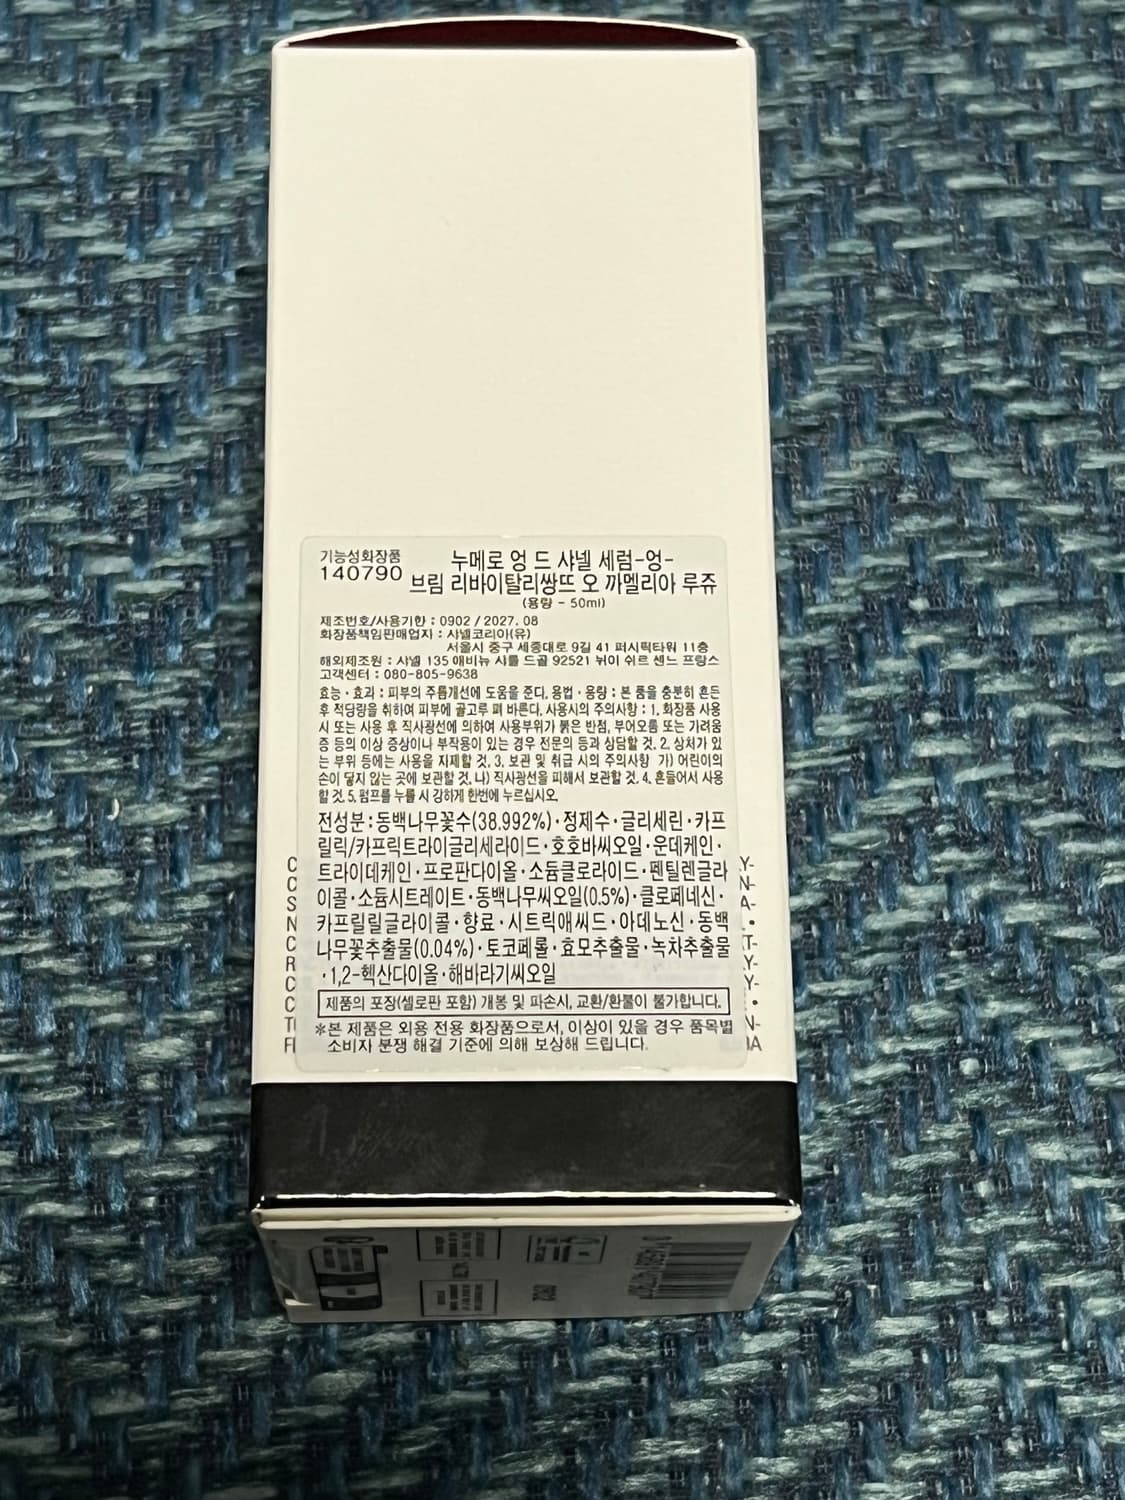 기능성화장품
140790
누메로 엉 드 샤넬 세럼-엉-
브림 리바이탈리쌍뜨 오 까멜리아 루쥬
(용량 - 50ml)
제조번호/사용기한 : 0902 / 2027. 08
화장품책임판매업자 : 샤넬코리아(유)
서울시 중구 세종대로 9길 41 퍼시픽타워 11층
해외제조원 : 샤넬 135 애비뉴 샤를 드골 92521 뉘이 쉬르 센느 프랑스
고객센터 : 080-805-9638
효능·효과 : 피부의 주름개선에 도움을 준다. 용법·용량 : 본 품을 충분히 흔든
후 적당량을 취하여 피부에 골고루 펴 바른다. 사용시의 주의사항 : 1. 화장품 사용
시 또는 사용 후 직사광선에 의하여 사용부위가 붉은 반점, 부어오름 또는 가려움
증 등의 이상 증상이나 부작용이 있는 경우 전문의 등과 상담할 것. 2. 상처가 있
는 부위 등에는 사용을 자제할 것. 3. 보관 및 취급 시의 주의사항 가) 어린이의
손이 닿지 않는 곳에 보관할 것. 나) 직사광선을 피해서 보관할 것. 4. 흔들어서 사용
할 것. 5. 펌프를 누를 시 강하게 한번에 누르십시오.
전성분 : 동백나무꽃수(38.992%)·정제수·글리세린·카프
릴릭/카프릭트라이글리세라이드·호호바씨오일·운데케인·
트라이데케인·프로판다이올·소듐클로라이드·펜틸렌글라
이콜·소듐시트레이트·동백나무씨오일(0.5%)·클로페네신·
카프릴릴글라이콜·향료·시트릭애씨드·아데노신·동백
나무꽃추출물(0.04%)·토코페롤·효모추출물·녹차추출물
·1,2-헥산다이올·해바라기씨오일
제품의 포장(셀로판 포함) 개봉 및 파손시, 교환/환불이 불가합니다.
*본 제품은 외용 전용 화장품으로서, 이상이 있을 경우 품목별
소비자 분쟁 해결 기준에 의해 보상해 드립니다.
0902